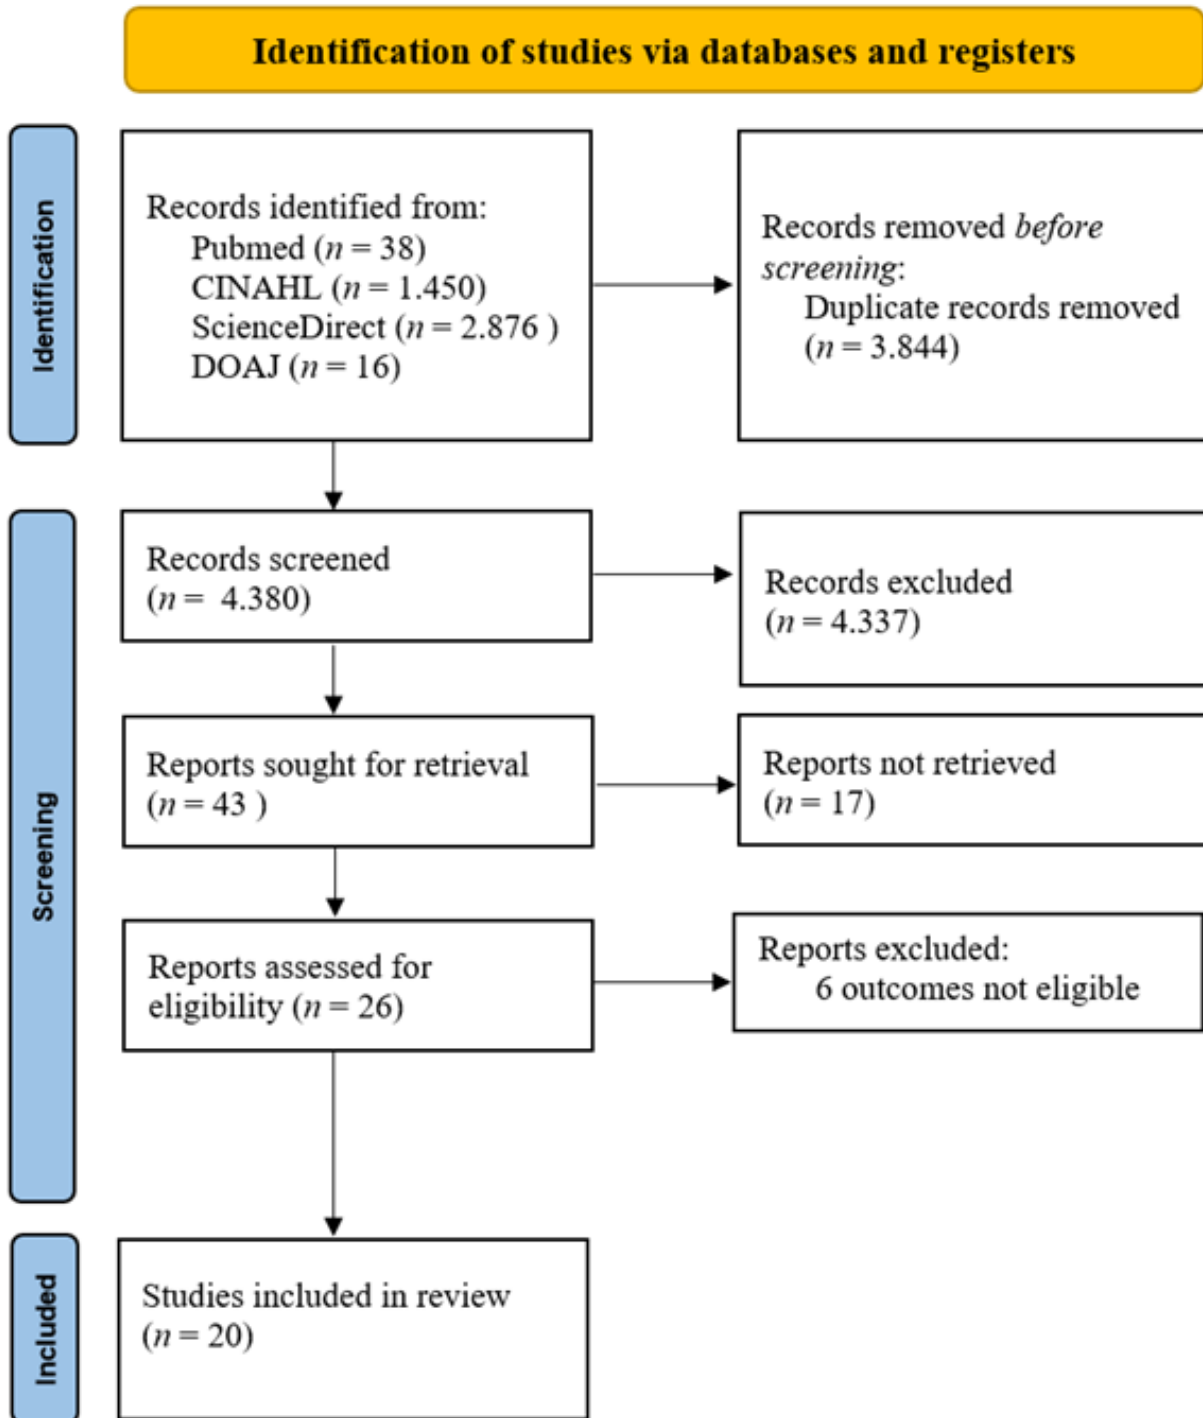 Identification of studies via databases and registers
Identification
Records identified from:
Pubmed (n = 38)
CINAHL (n = 1.450)
ScienceDirect (n = 2.876 )
DOAJ (n = 16)
Records removed before
screening:
Duplicate records removed
(n = 3.844)
Screening
Records screened
(n =  4.380)
Records excluded
(n = 4.337)
Reports sought for retrieval
(n = 43 )
Reports not retrieved
(n = 17)
Reports assessed for
eligibility (n = 26)
Reports excluded:
6 outcomes not eligible
Included
Studies included in review
(n = 20)